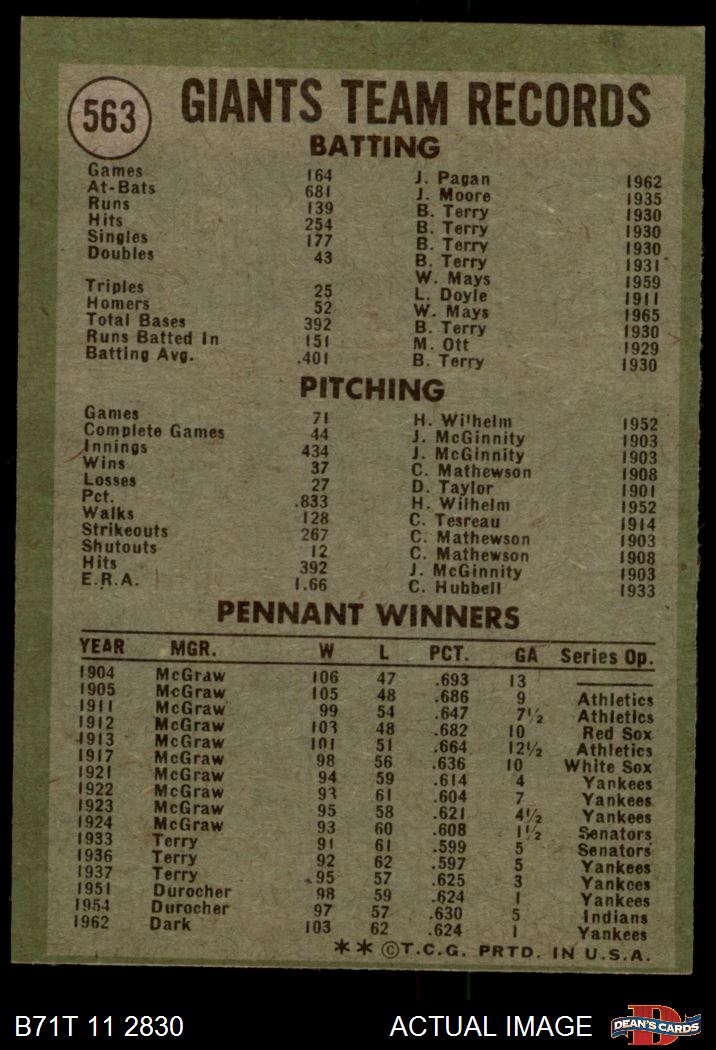 563 GIANTS TEAM RECORDS
BATTING
Games 164 J. Pagan 1962
At-Bats 681 J. Moore 1935
Runs 139 B. Terry 1930
Hits 254 B. Terry 1930
Singles 177 B. Terry 1930
Doubles 43 B. Terry 1931
W. Mays 1959
Triples 25 L. Doyle 1911
Homers 52 W. Mays 1965
Total Bases 392 B. Terry 1930
Runs Batted In 151 M. Ott 1929
Batting Avg. .401 B. Terry 1930
PITCHING
Games 71 H. Wilhelm 1952
Complete Games 44 J. McGinnity 1903
Innings 434 J. McGinnity 1903
Wins 37 C. Mathewson 1908
Losses 27 D. Taylor 1901
Pct. .833 H. Wilhelm 1952
Walks 128 C. Tesreau 1914
Strikeouts 267 C. Mathewson 1903
Shutouts 12 C. Mathewson 1908
Hits 392 J. McGinnity 1903
E.R.A. 1.66 C. Hubbell 1933
PENNANT WINNERS
YEAR MGR. W L PCT. GA Series Op.
1904 McGraw 106 47 .693 13
1905 McGraw 105 48 .686 9 Athletics
1911 McGraw 99 54 .647 7½ Athletics
1912 McGraw 103 48 .682 10 Red Sox
1913 McGraw 101 51 .664 12½ Athletics
1917 McGraw 98 56 .636 10 White Sox
1921 McGraw 94 59 .614 4 Yankees
1922 McGraw 93 61 .604 7 Yankees
1923 McGraw 95 58 .621 4½ Yankees
1924 McGraw 93 60 .608 1½ Senators
1933 Terry 91 61 .599 5 Senators
1936 Terry 92 62 .597 5 Yankees
1937 Terry 95 57 .625 3 Yankees
1951 Durocher 98 59 .624 1 Yankees
1954 Durocher 97 57 .630 5 Indians
1962 Dark 103 62 .624 1 Yankees
** ©T.C.G. PRTD. IN U.S.A.
B71T 11 2830 ACTUAL IMAGE DEAN'S CARDS